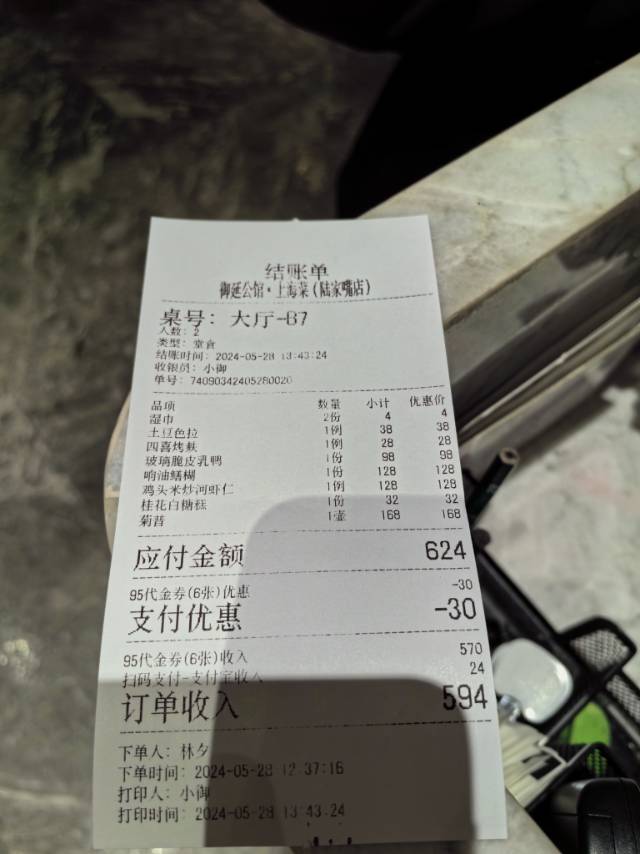 结账单
御延公馆·上海菜(陆家嘴店)
桌号: 大厅-B7
人数: 2
类型: 堂食
结账时间: 2024-05-28 13:43:24
收银员: 小御
单号: 74090342405280020
品项 数量 小计 优惠价
湿巾 2份 4 4
土豆色拉 1例 38 38
四喜烤麸 1例 28 28
玻璃脆皮乳鸭 1份 98 98
响油鳝糊 1份 128 128
鸡头米炒河虾仁 1例 128 128
桂花白糖糕 1份 32 32
菊普 1壶 168 168
应付金额 624
95代金券(6张)优惠 -30
支付优惠 -30
95代金券(6张)收入 570
扫码支付-支付宝收入 24
订单收入 594
下单人: 林夕
下单时间: 2024-05-28 12:37:16
打印人: 小御
打印时间: 2024-05-28 13:43:24